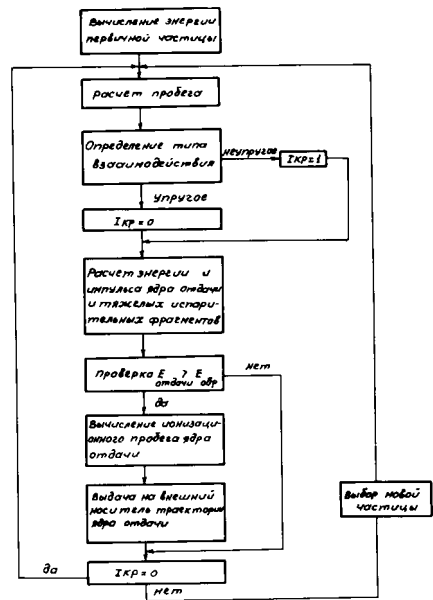 Вычисление энергии
первичной частицы
Расчет пробега
Определение типа
взаимодействия
неупругое
Iкр=1
упругое
Iкр=0
Расчет энергии и
импульса ядра отдачи
и тяжелых испари-
тельных фрагментов
Проверка E отдачи > E обр
нет
да
Вычисление ионизаци-
онного пробега ядра
отдачи
Выдача на внешний
носитель траектории
ядра отдачи
Выбор новой
частицы
да
Iкр=0
нет